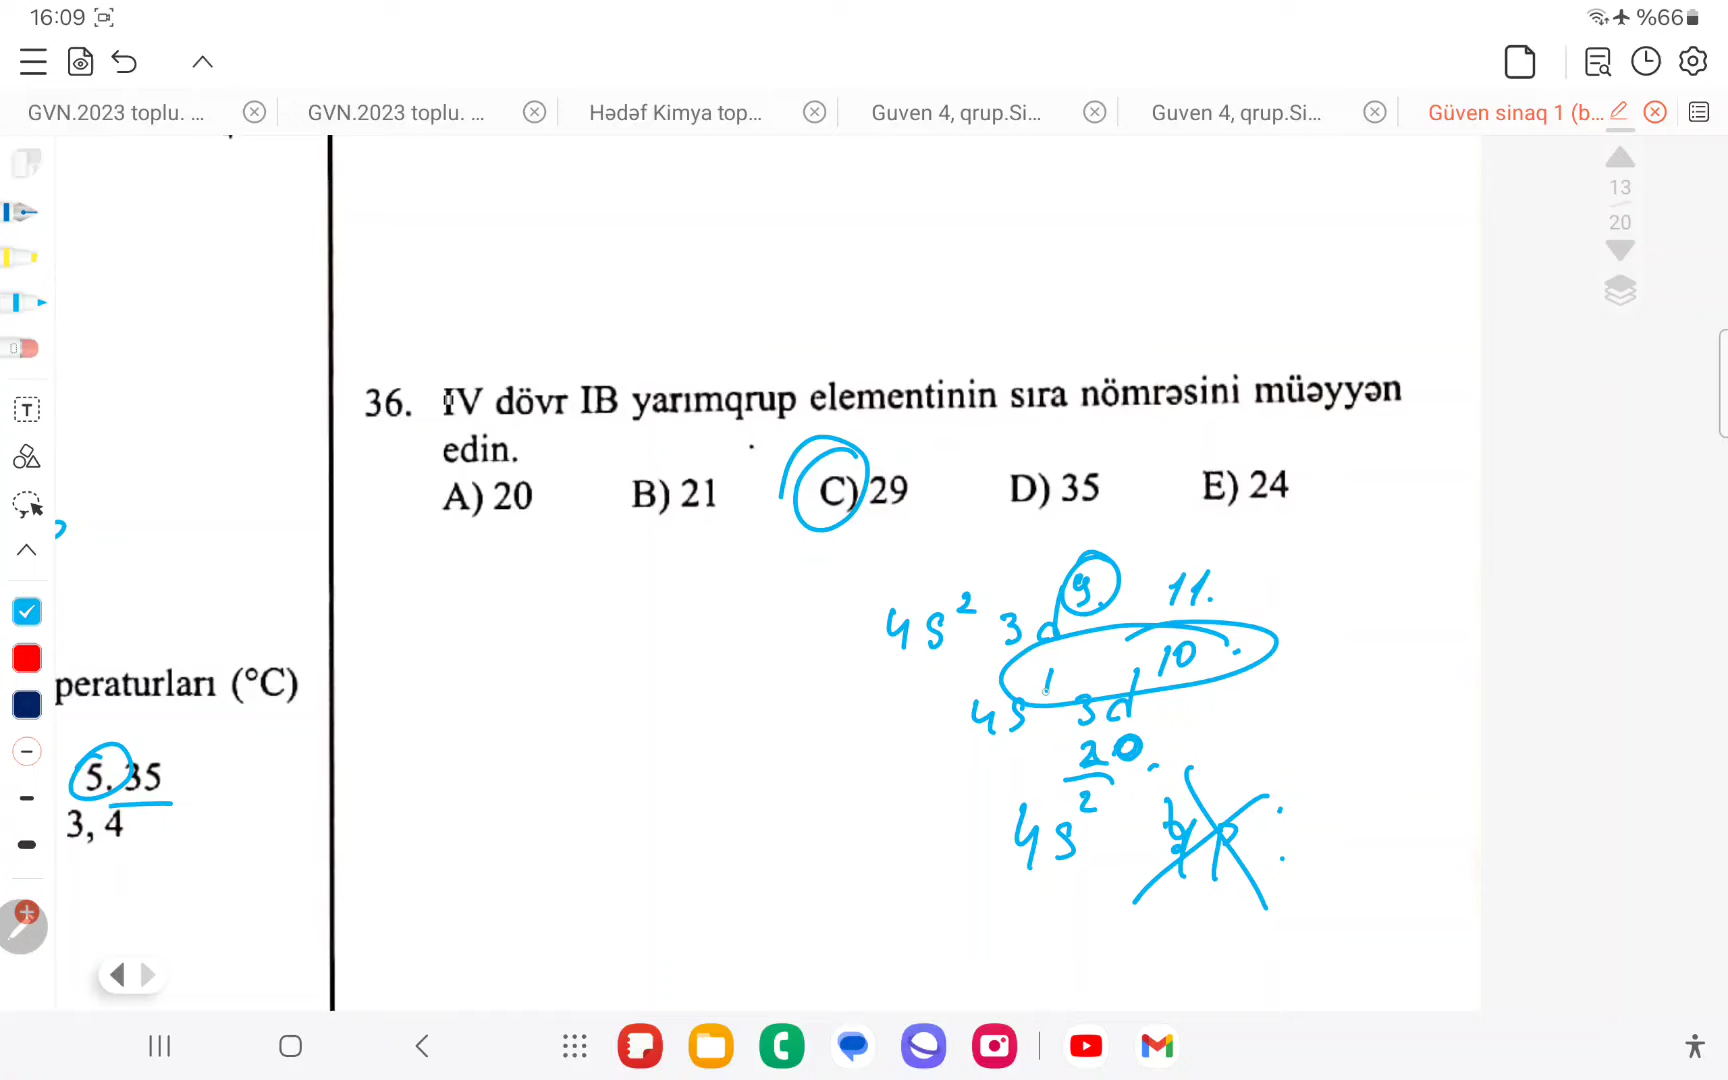 16:09
%66
GVN.2023 toplu. ...
GVN.2023 toplu. ...
Hədəf Kimya top...
Guven 4, qrup.Si...
Guven 4, qrup.Si...
Güven sinaq 1 (b...
13
20
36. IV dövr IB yarımqrup elementinin sıra nömrəsini müəyyən
edin.
A) 20 B) 21 C) 29 D) 35 E) 24
4s² 3d 9. 11.
4s 1 3d 10
20.
4s²
peraturları (°C)
5. 35
3, 4